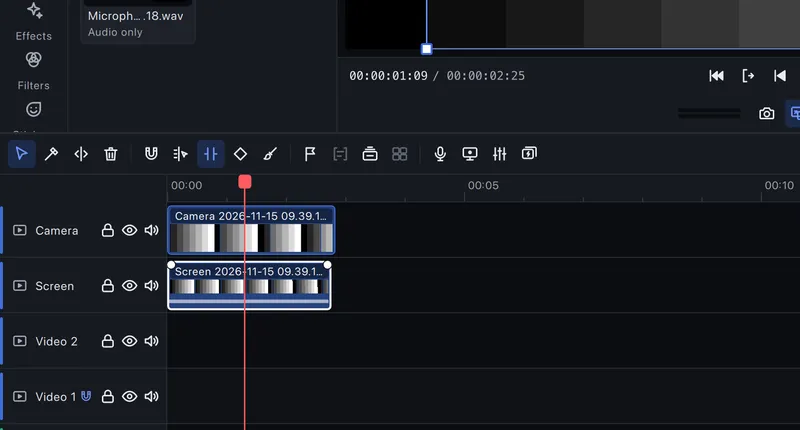 Microph... .18.wav
Audio only
Effects
Filters
00:00:01:09 / 00:00:02:25
00:00
00:05
00:10
Camera
Camera 2026-11-15 09.39.1...
Screen
Screen 2026-11-15 09.39.1...
Video 2
Video 1